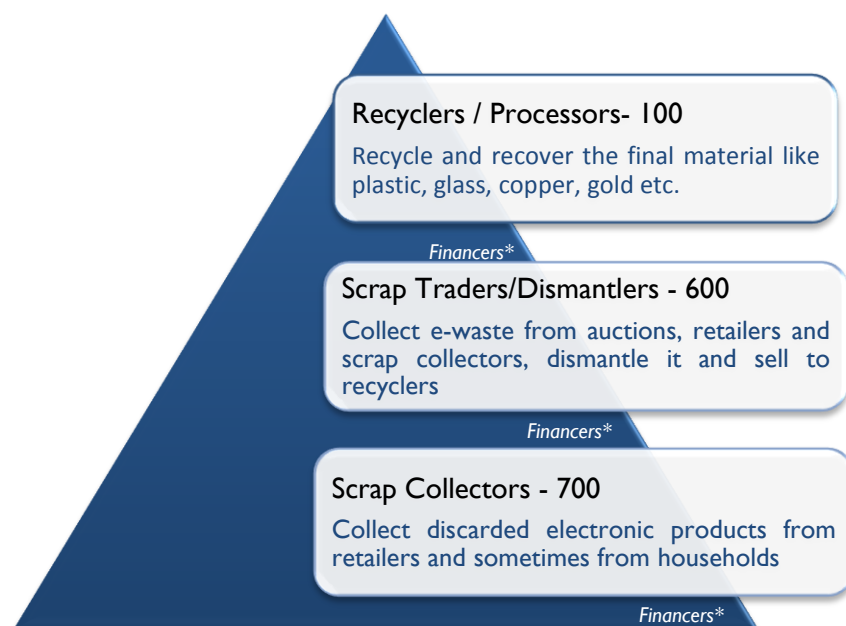 Recyclers / Processors- 100
Recycle and recover the final material like
plastic, glass, copper, gold etc.
Financers*
Scrap Traders/Dismantlers - 600
Collect e-waste from auctions, retailers and
scrap collectors, dismantle it and sell to
recyclers
Financers*
Scrap Collectors - 700
Collect discarded electronic products from
retailers and sometimes from households
Financers*